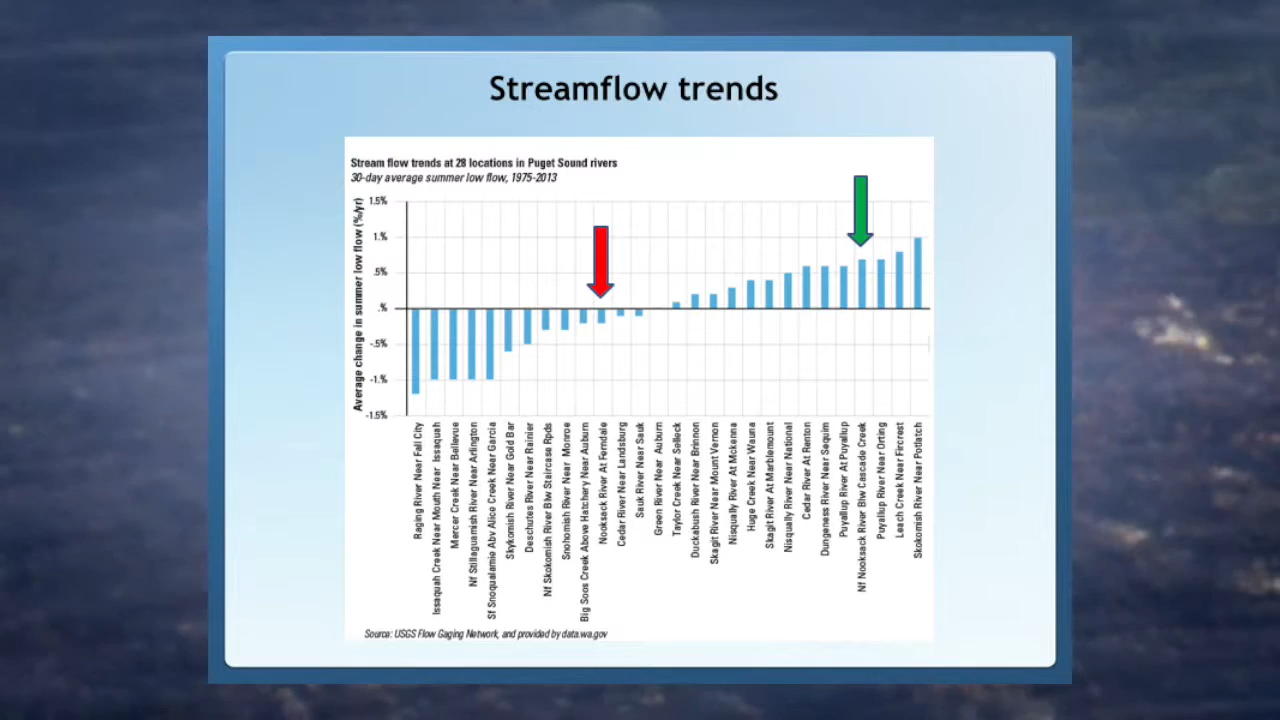 Streamflow trends
Stream flow trends at 28 locations in Puget Sound rivers
30-day average summer low flow, 1975-2013
Average change in summer low flow (%/yr)
1.5%
1.%
.5%
.%
-.5%
-1.%
-1.5%
Raging River Near Fall City
Issaquah Creek Near Mouth Near Issaquah
Mercer Creek Near Bellevue
Nf Stillaguamish River Near Arlington
Sf Snoqualamie Abv Alice Creek Near Garcia
Skykomish River Near Gold Bar
Deschutes River Near Rainier
Nf Skokomish River Blw Staircase Rpds
Snohomish River Near Monroe
Big Soos Creek Above Hatchery Near Auburn
Nooksack River At Ferndale
Cedar River Near Landsburg
Sauk River Near Sauk
Green River Near Auburn
Taylor Creek Near Selleck
Duckabush River Near Brinnon
Skagit River Near Mount Vernon
Nisqually River At Mckenna
Huge Creek Near Wauna
Skagit River At Marblemount
Nisqually River Near National
Cedar River At Renton
Dungeness River Near Sequim
Puyallup River At Puyallup
Nf Nooksack River Blw Cascade Creek
Puyallup River Near Orting
Leach Creek Near Fircrest
Skokomish River Near Potlatch
Source: USGS Flow Gaging Network, and provided by data.wa.gov